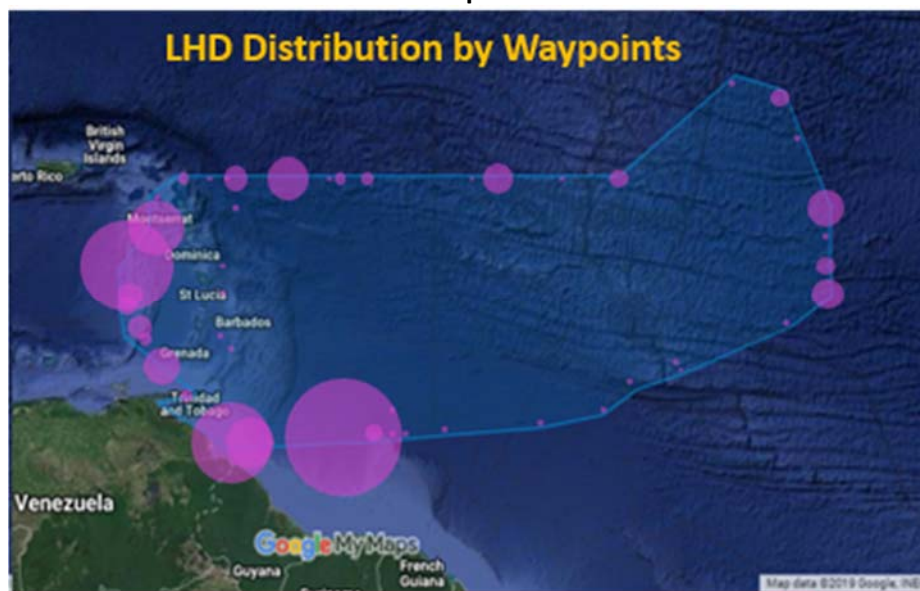 LHD Distribution by Waypoints
British
Virgin
Islands
erto Rico
Montserrat
Dominica
St Lucia
Barbados
Grenada
Trinidad
and Tobago
Venezuela
Google My Maps
Guyana
French
Guiana
Map data ©2019 Google, INE